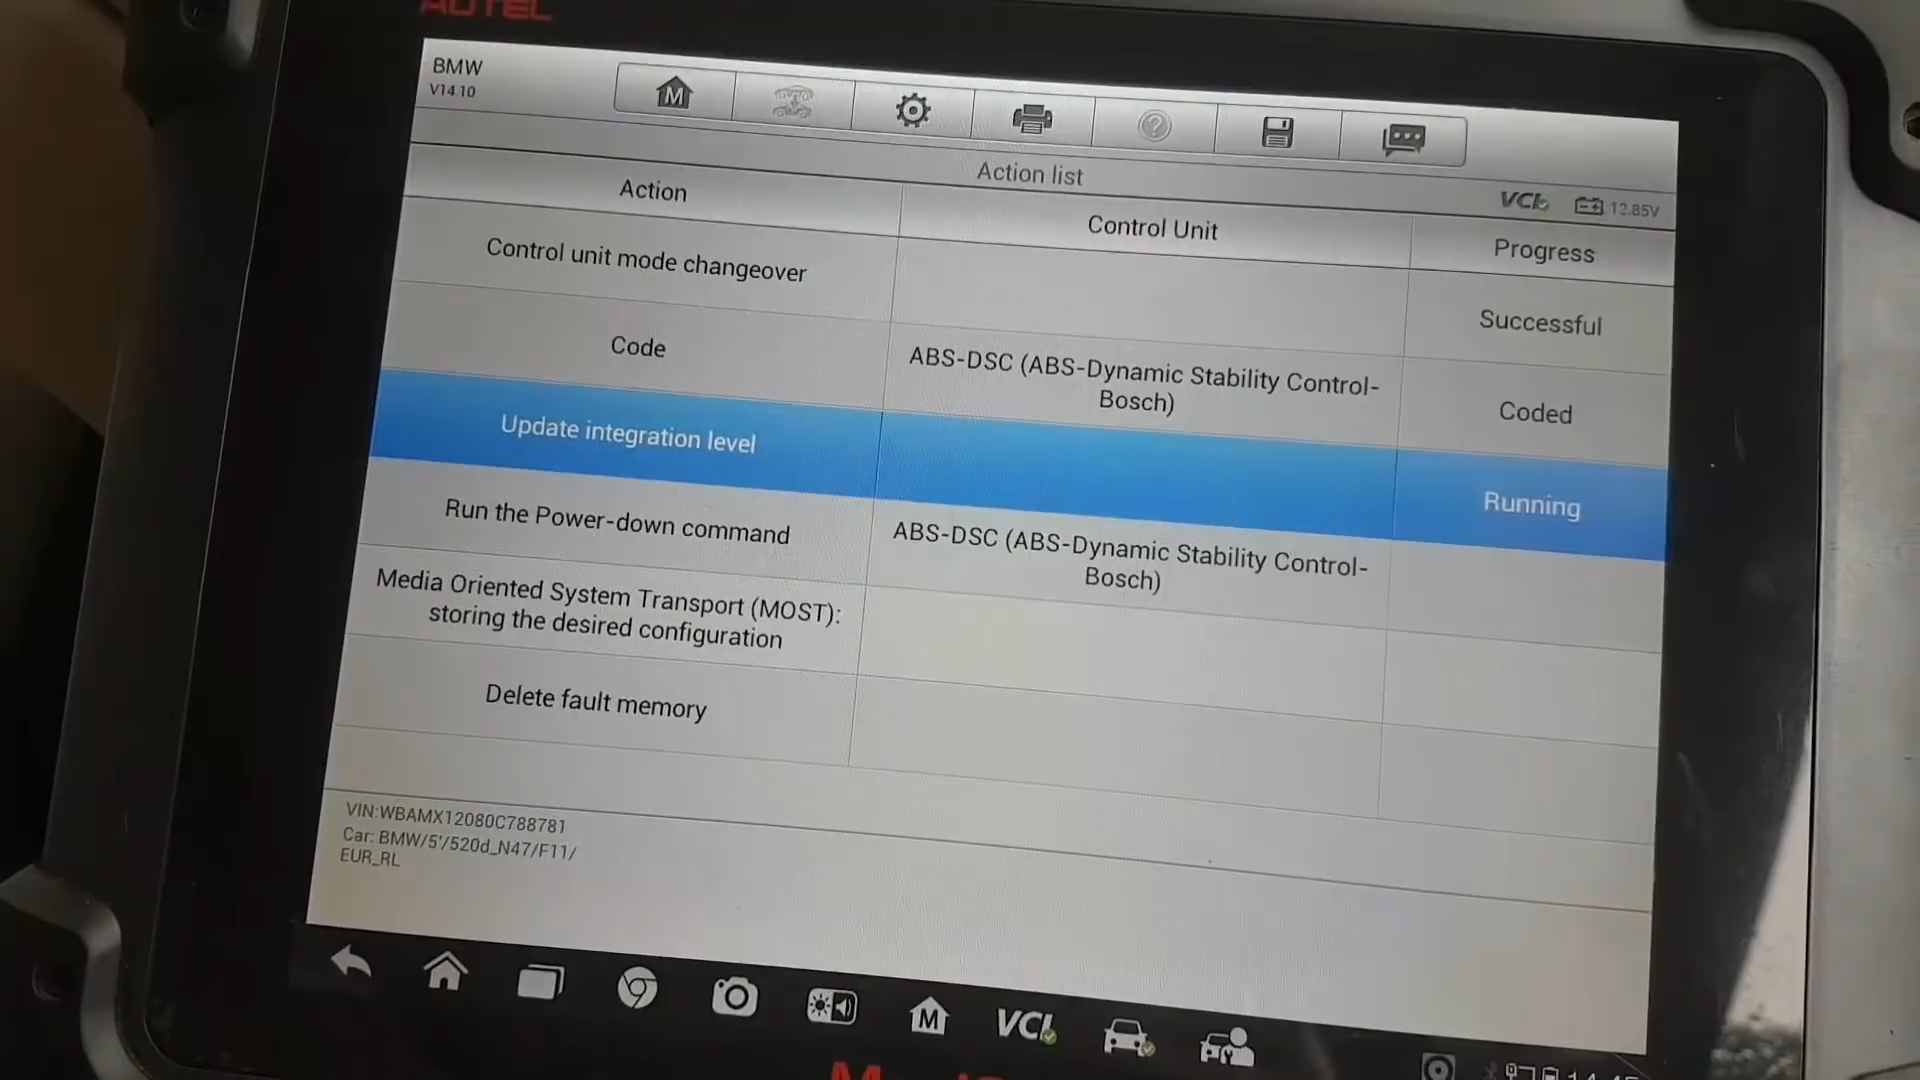 AUTEL
BMW
V14.10
M
Action list
VCI
12.85V
Action
Control Unit
Progress
Control unit mode changeover
Successful
Code
ABS-DSC (ABS-Dynamic Stability Control-
Bosch)
Coded
Update integration level
Running
Run the Power-down command
ABS-DSC (ABS-Dynamic Stability Control-
Bosch)
Media Oriented System Transport (MOST):
storing the desired configuration
Delete fault memory
VIN:WBAMX12080C788781
Car: BMW/5'/520d_N47/F11/
EUR_RL
M
VCI